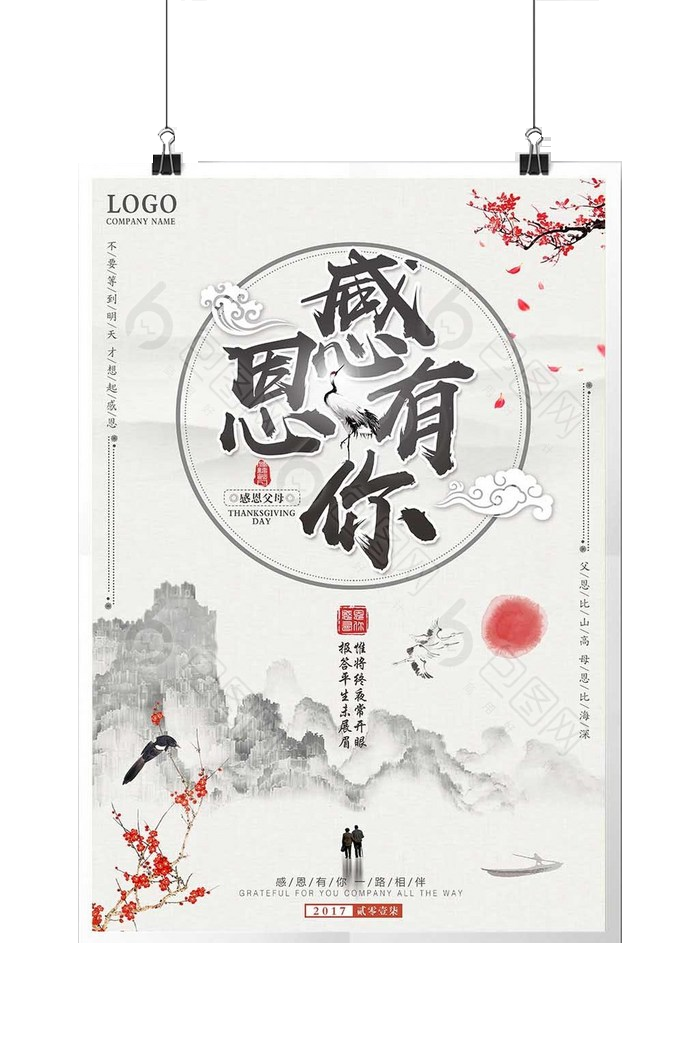 LOGO
COMPANY NAME
不/要/等/到/明/天 才/想/起/感/恩
感恩有你
感恩父母
THANKSGIVING
DAY
惟将终夜常开眼
报答平生未展眉
父/恩/比/山/高 母/恩/比/海/深
感/恩/有/你 一/路/相/伴
GRATEFUL FOR YOU COMPANY ALL THE WAY
2017 贰零壹柒